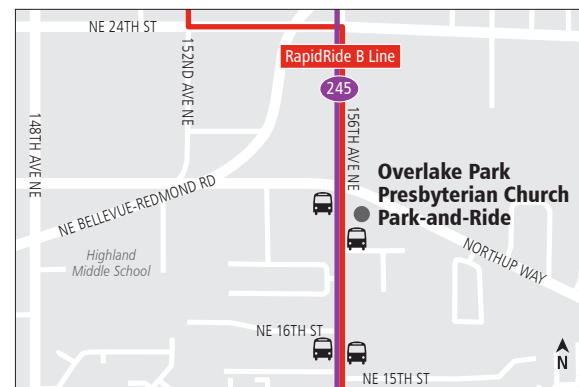 NE 24TH ST
152ND AVE NE
RapidRide B Line
245
148TH AVE NE
156TH AVE NE
Overlake Park
Presbyterian Church
Park-and-Ride
NE BELLEVUE-REDMOND RD
NORTHUP WAY
Highland
Middle School
NE 16TH ST
NE 15TH ST
N